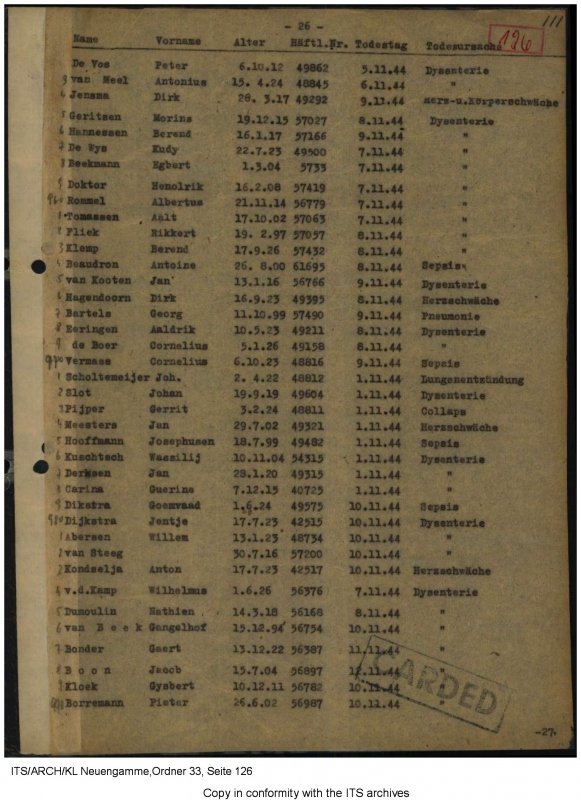 - 26 -
111
126
Name Vorname Alter Häftl.Nr. Todestag Todesursache
De Vos Peter 6.10.12 49862 5.11.44 Dysenterie
van Meel Antonius 15. 4.24 48845 6.11.44 "
Jensma Dirk 28. 3.17 49292 9.11.44 Herz-u.Körperschwäche
Geritsen Morins 19.12.15 57027 8.11.44 Dysenterie
Hannessen Berend 16.1.17 57166 9.11.44 "
De Wys Rudy 22.7.23 49500 7.11.44 "
Beekmann Egbert 1.3.04 5733 7.11.44 "
Doktor Hendrik 16.2.08 57419 7.11.44 "
Rommel Albertus 21.11.14 56779 7.11.44 "
Tomassen Aalt 17.10.02 57063 7.11.44 "
Fliek Rikkert 19. 2.97 57057 8.11.44 "
Klemp Berend 17.9.26 57432 8.11.44 "
Beaudron Antoine 26. 8.00 61695 8.11.44 Sepsis
van Kooten Jan 13.1.16 56766 9.11.44 Dysenterie
Hagendoorn Dirk 16.9.23 49395 8.11.44 Herzschwäche
Bartels Georg 11.10.99 57490 9.11.44 Pneumonie
Eeringen Aaldrik 10.5.23 49211 8.11.44 Dysenterie
de Boer Cornelius 5.1.26 49158 8.11.44 "
Vermaes Cornelius 6.10.23 48816 9.11.44 Sepsis
Scholtemeijer Joh. 2. 4.22 48812 1.11.44 Lungenentzündung
Slot Johan 19.9.19 49604 1.11.44 Dysenterie
Pijper Gerrit 3.2.24 48811 1.11.44 Collaps
Meesters Jan 29.7.02 49321 1.11.44 Herzschwäche
Hooffmann Josephusen 18.7.99 49482 1.11.44 Sepsis
Kuschtsch Wassilij 10.11.04 54315 1.11.44 Dysenterie
Derksen Jan 28.1.20 49315 1.11.44 "
Carina Guerine 7.12.15 40725 1.11.44 "
Dikstra Goemvaad 1.6.24 49575 10.11.44 Sepsis
Dijkstra Jentje 17.7.23 42515 10.11.44 Dysenterie
Abersen Willem 13.1.23 48734 10.11.44 "
van Steeg 30.7.16 57200 10.11.44 "
Kondselja Anton 17.7.23 42517 10.11.44 Herzschwäche
v.d.Kamp Wilhelmus 1.6.26 56376 7.11.44 Dysenterie
Dumoulin Mathien 14.3.18 56168 8.11.44 "
van B e e k Gangelhof 15.12.94 56754 10.11.44 "
Bonder Gaert 13.12.22 56387 11.11.44 "
B o o n Jacob 15.7.04 56897 12.11.44 "
Kloek Gysbert 10.12.11 56782 10.11.44 "
Borremann Pieter 26.6.02 56987 10.11.44 "
ARDED
-27-
ITS/ARCH/KL Neuengamme,Ordner 33, Seite 126
Copy in conformity with the ITS archives